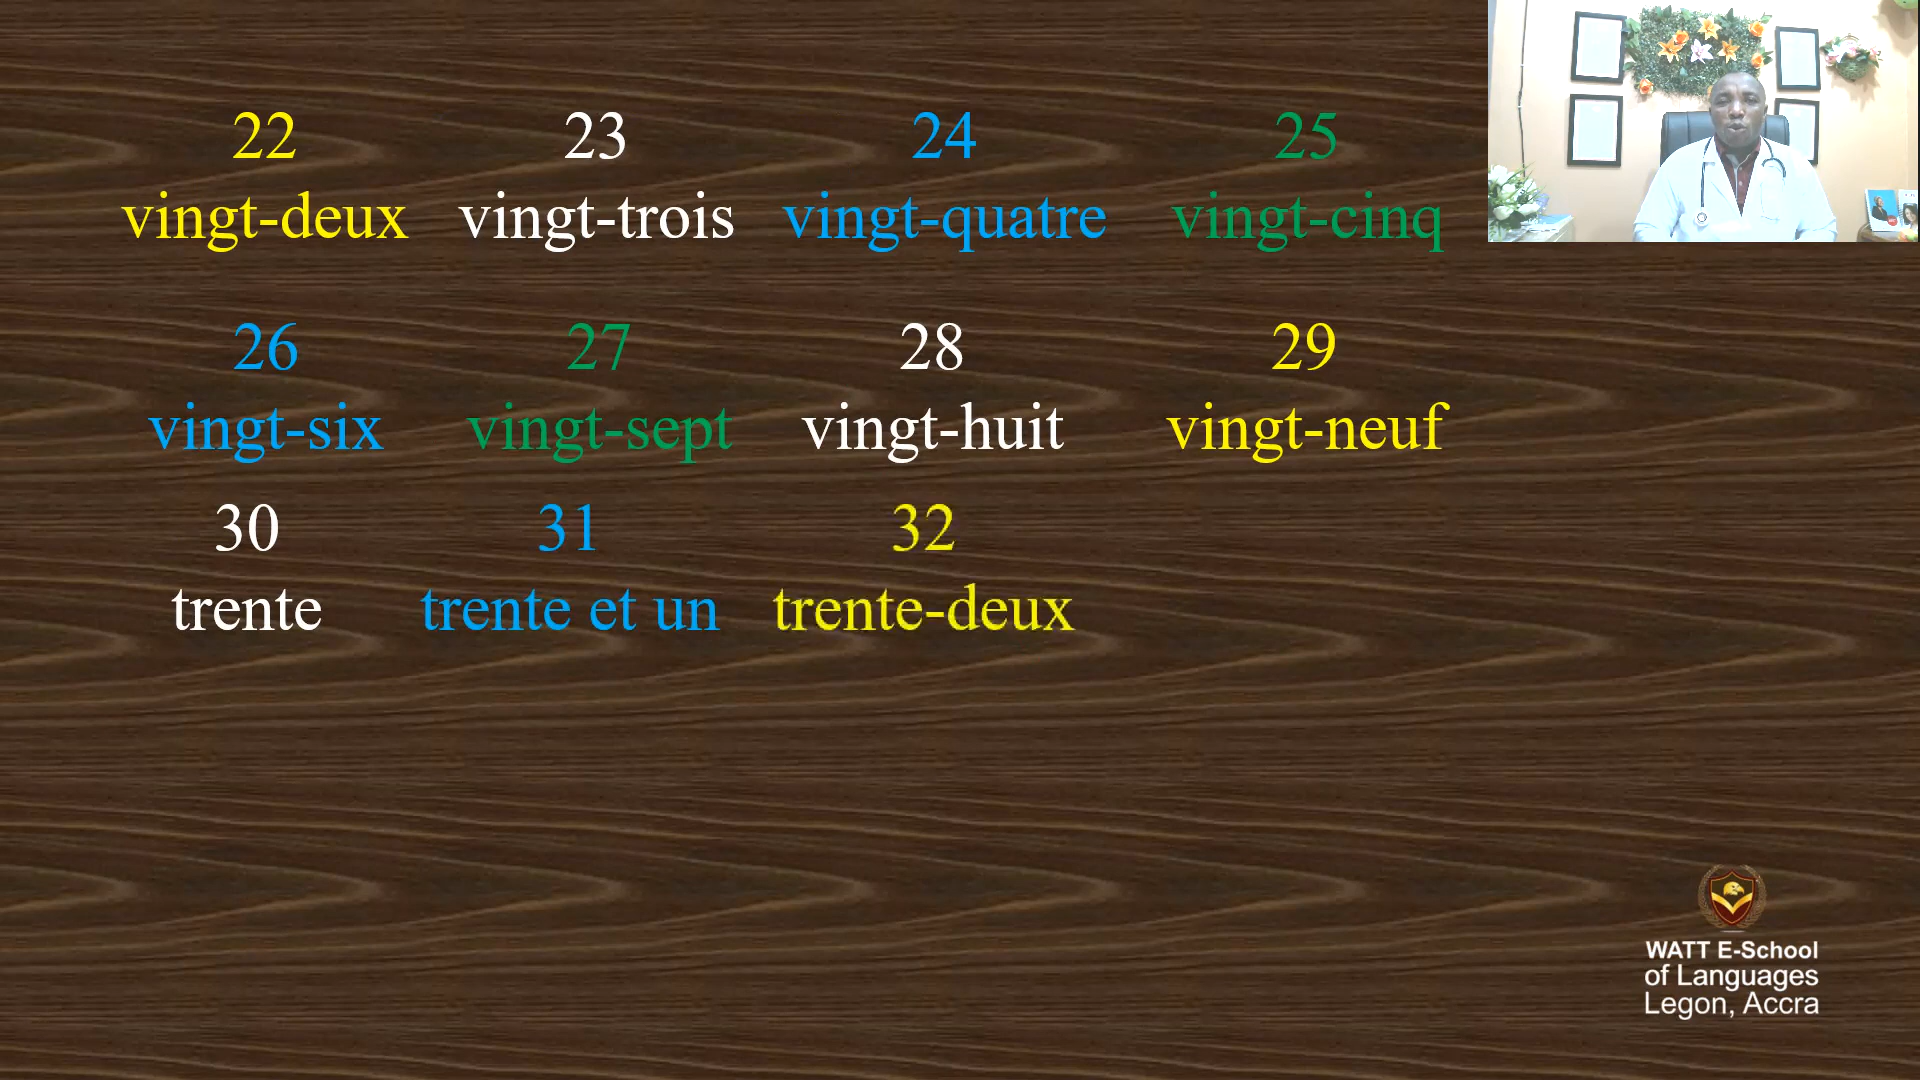 22 23 24 25
vingt-deux vingt-trois vingt-quatre vingt-cinq
26 27 28 29
vingt-six vingt-sept vingt-huit vingt-neuf
30 31 32
trente trente et un trente-deux
WATT E-School
of Languages
Legon, Accra